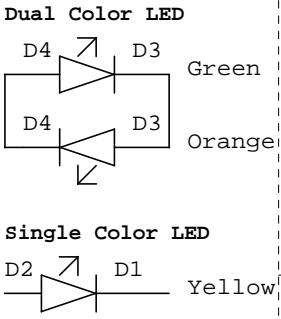 Dual Color LED
D4 D3
Green
D4 D3
Orange
Single Color LED
D2 D1
Yellow